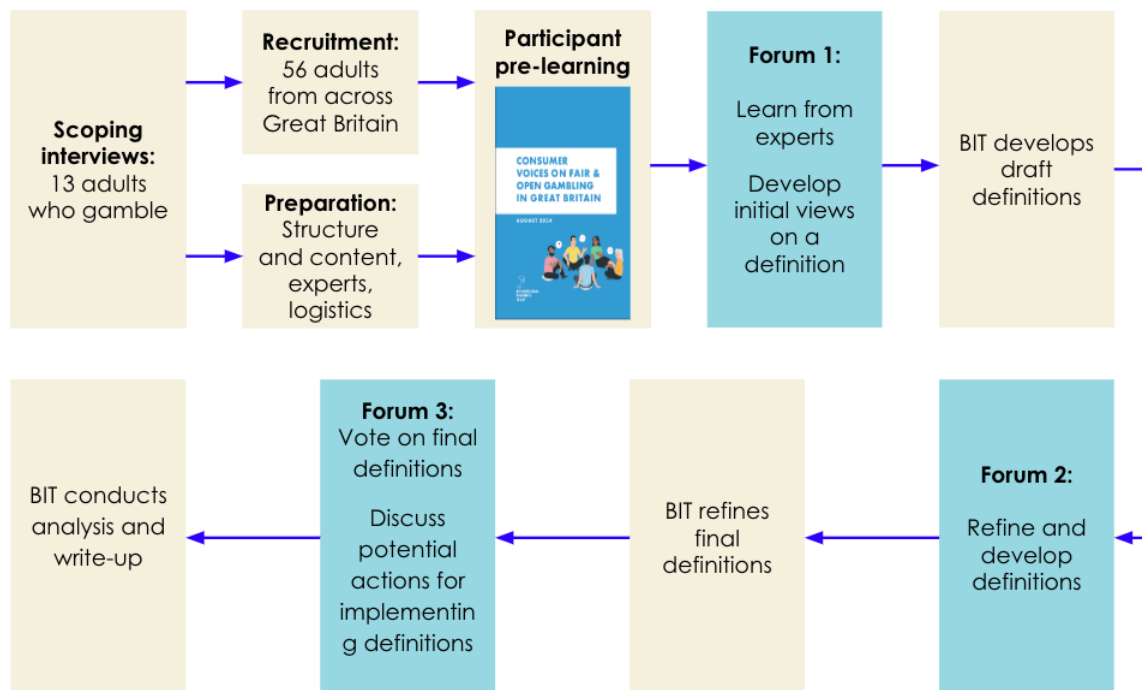 Scoping
interviews:
13 adults
who gamble
Recruitment:
56 adults
from across
Great Britain
Preparation:
Structure
and content,
experts,
logistics
Participant
pre-learning
CONSUMER
VOICES ON FAIR &
OPEN GAMBLING
IN GREAT BRITAIN
AUGUST 2024
Forum 1:
Learn from
experts
Develop
initial views
on a
definition
BIT develops
draft
definitions
Forum 2:
Refine and
develop
definitions
BIT refines
final
definitions
Forum 3:
Vote on final
definitions
Discuss
potential
actions for
implementin
g definitions
BIT conducts
analysis and
write-up